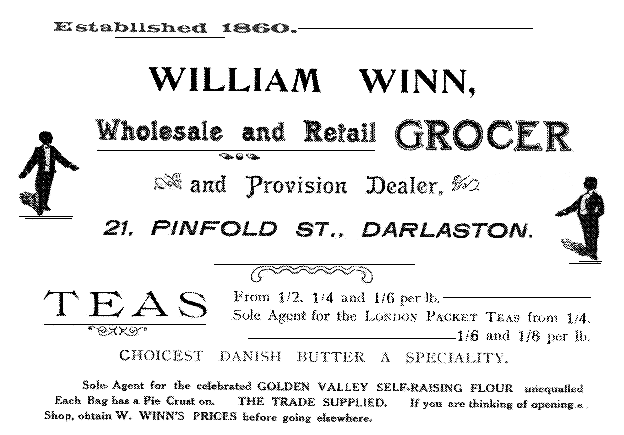 Established 1860.
WILLIAM WINN,
Wholesale and Retail GROCER
and Provision Dealer,
21, PINFOLD ST., DARLASTON.
TEAS
From 1/2, 1/4 and 1/6 per lb.
Sole Agent for the LONDON PACKET TEAS from 1/4,
1/6 and 1/8 per lb.
CHOICEST DANISH BUTTER A SPECIALITY.
Sole Agent for the celebrated GOLDEN VALLEY SELF-RAISING FLOUR unequalled
Each Bag has a Pie Crust on. THE TRADE SUPPLIED. If you are thinking of opening a
Shop, obtain W. WINN'S PRICES before going elsewhere.